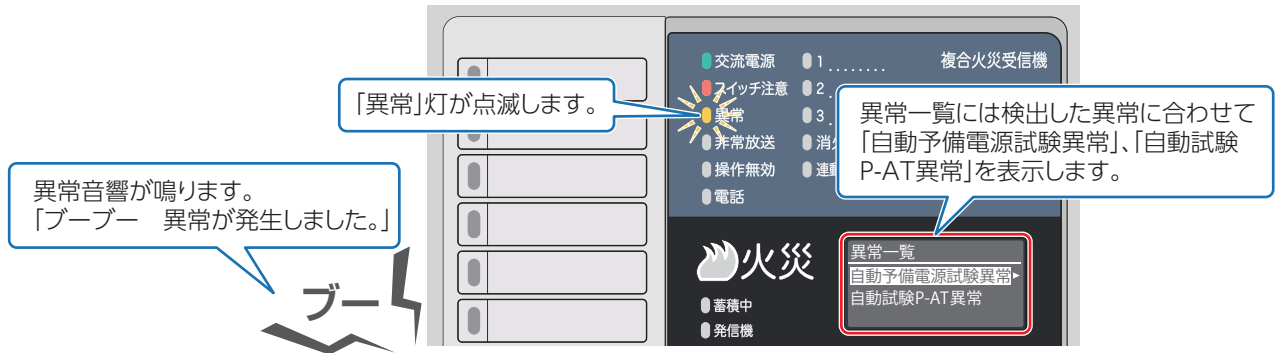 交流電源
1........
複合火災受信機
スイッチ注意
2
「異常」灯が点滅します。
異常
3
異常一覧には検出した異常に合わせて
「自動予備電源試験異常」、「自動試験
P-AT異常」を表示します。
非常放送
消
操作無効
連動
電話
異常音響が鳴ります。
「ブーブー　異常が発生しました。」
ブー
火災
異常一覧
自動予備電源試験異常▸
自動試験P-AT異常
蓄積中
発信機